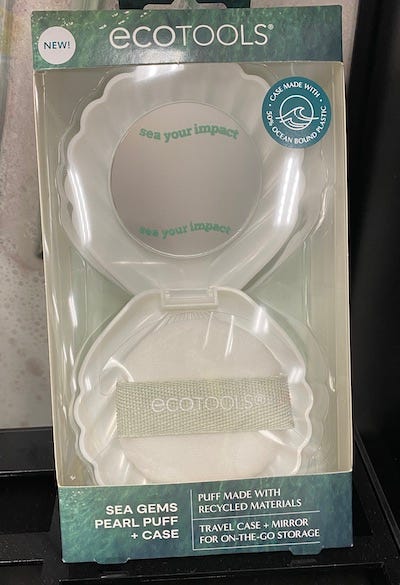 NEW!
ECOTOOLS®
CASE MADE WITH
50% OCEAN BOUND PLASTIC
sea your impact
sea your impact
ECOTOOLS®
SEA GEMS
PEARL PUFF
+ CASE
PUFF MADE WITH
RECYCLED MATERIALS
TRAVEL CASE + MIRROR
FOR ON-THE-GO STORAGE